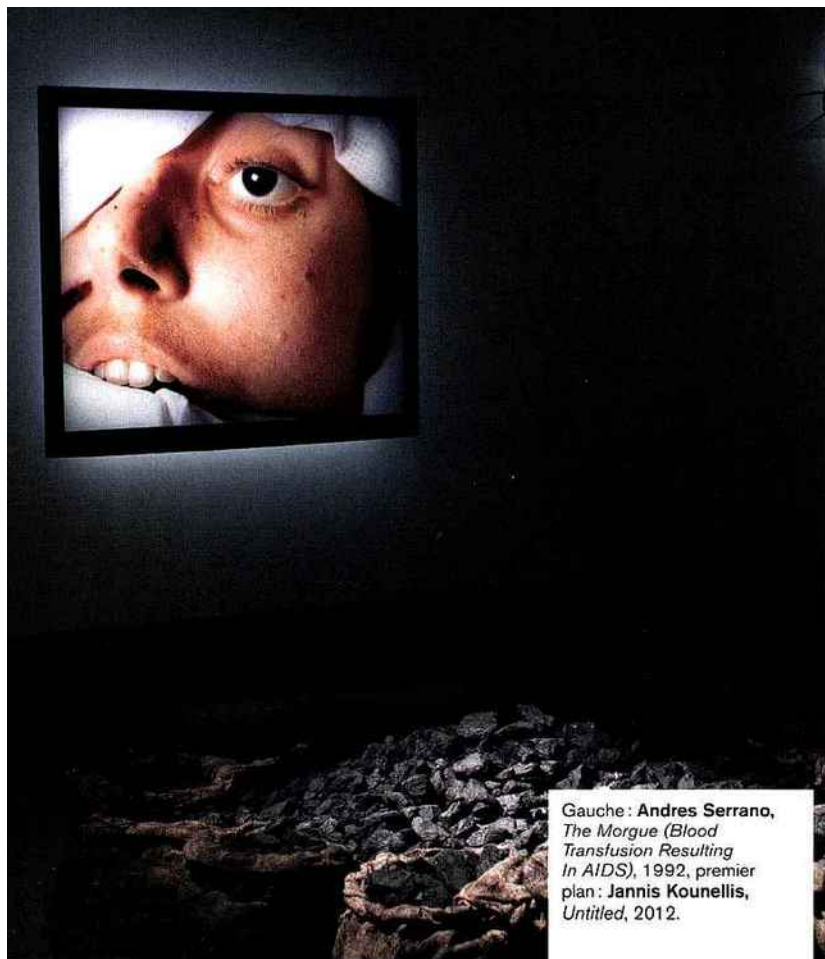 Gauche : Andres Serrano,
The Morgue (Blood
Transfusion Resulting
In AIDS), 1992, premier
plan : Jannis Kounellis,
Untitled, 2012.